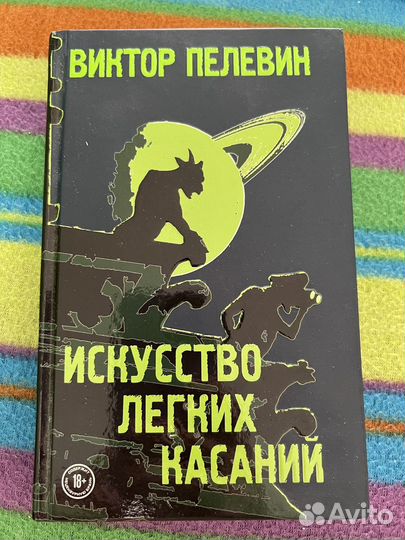 ВИКТОР ПЕЛЕВИН
ИСКУССТВО
ЛЕГКИХ
КАСАНИЙ
18+
Avito